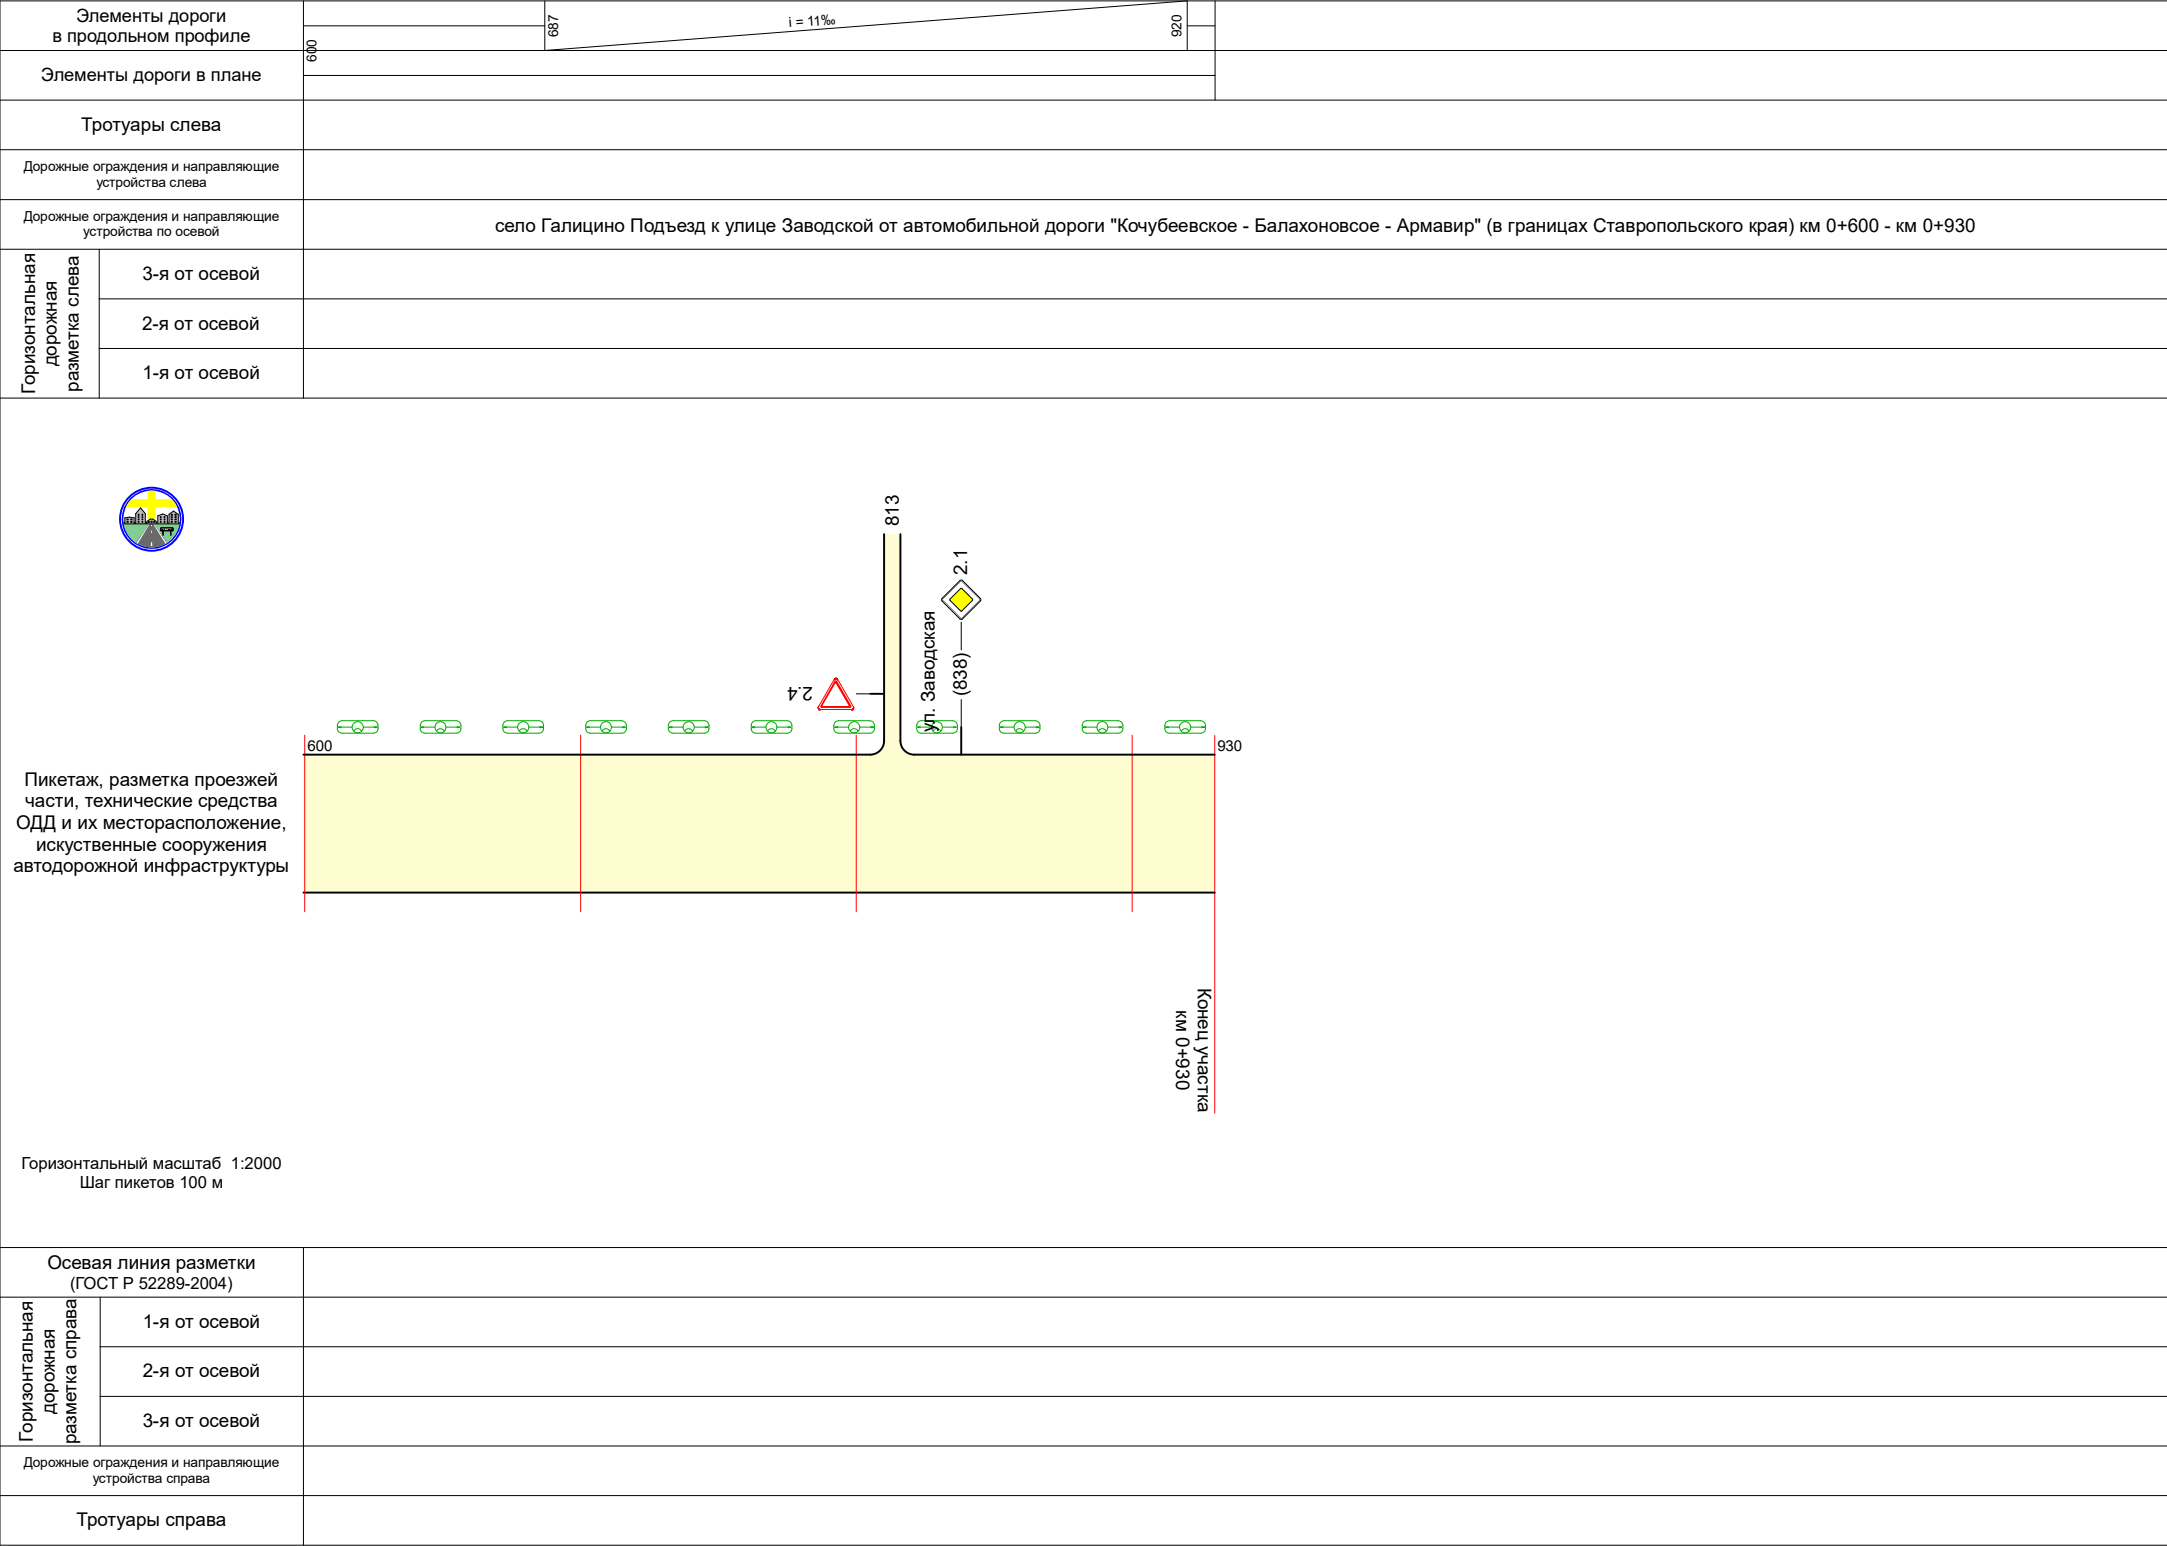 Элементы дороги
в продольном профиле
600
687
i = 11‰
920
Элементы дороги в плане
Тротуары слева
Дорожные ограждения и направляющие
устройства слева
Дорожные ограждения и направляющие
устройства по осевой
село Галицино Подъезд к улице Заводской от автомобильной дороги "Кочубеевское - Балахоновсое - Армавир" (в границах Ставропольского края) км 0+600 - км 0+930
Горизонтальная
дорожная
разметка слева
3-я от осевой
2-я от осевой
1-я от осевой
813
2.1
(838)
ул. Заводская
2.4
600
930
Пикетаж, разметка проезжей
части, технические средства
ОДД и их месторасположение,
искуственные сооружения
автодорожной инфраструктуры
Конец участка
км 0+930
Горизонтальный масштаб 1:2000
Шаг пикетов 100 м
Осевая линия разметки
(ГОСТ Р 52289-2004)
Горизонтальная
дорожная
разметка справа
1-я от осевой
2-я от осевой
3-я от осевой
Дорожные ограждения и направляющие
устройства справа
Тротуары справа